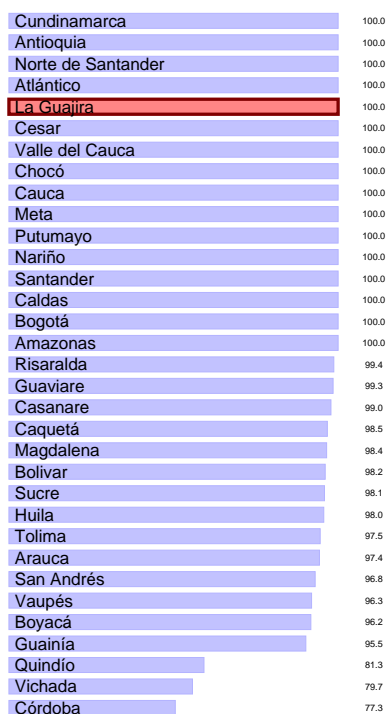 Cundinamarca 100.0
Antioquia 100.0
Norte de Santander 100.0
Atlántico 100.0
La Guajira 100.0
Cesar 100.0
Valle del Cauca 100.0
Chocó 100.0
Cauca 100.0
Meta 100.0
Putumayo 100.0
Nariño 100.0
Santander 100.0
Caldas 100.0
Bogotá 100.0
Amazonas 100.0
Risaralda 99.4
Guaviare 99.3
Casanare 99.0
Caquetá 98.5
Magdalena 98.4
Bolivar 98.2
Sucre 98.1
Huila 98.0
Tolima 97.5
Arauca 97.4
San Andrés 96.8
Vaupés 96.3
Boyacá 96.2
Guainía 95.5
Quindío 81.3
Vichada 79.7
Córdoba 77.3